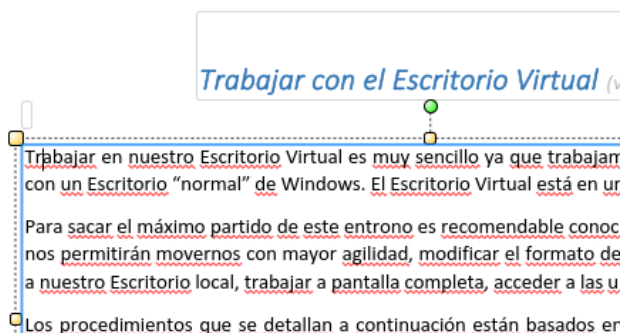 Trabajar con el Escritorio Virtual (v
Trabajar en nuestro Escritorio Virtual es muy sencillo ya que trabajam
con un Escritorio “normal” de Windows. El Escritorio Virtual está en un
Para sacar el máximo partido de este entrono es recomendable conoc
nos permitirán movernos con mayor agilidad, modificar el formato de
a nuestro Escritorio local, trabajar a pantalla completa, acceder a las u
Los procedimientos que se detallan a continuación están basados en